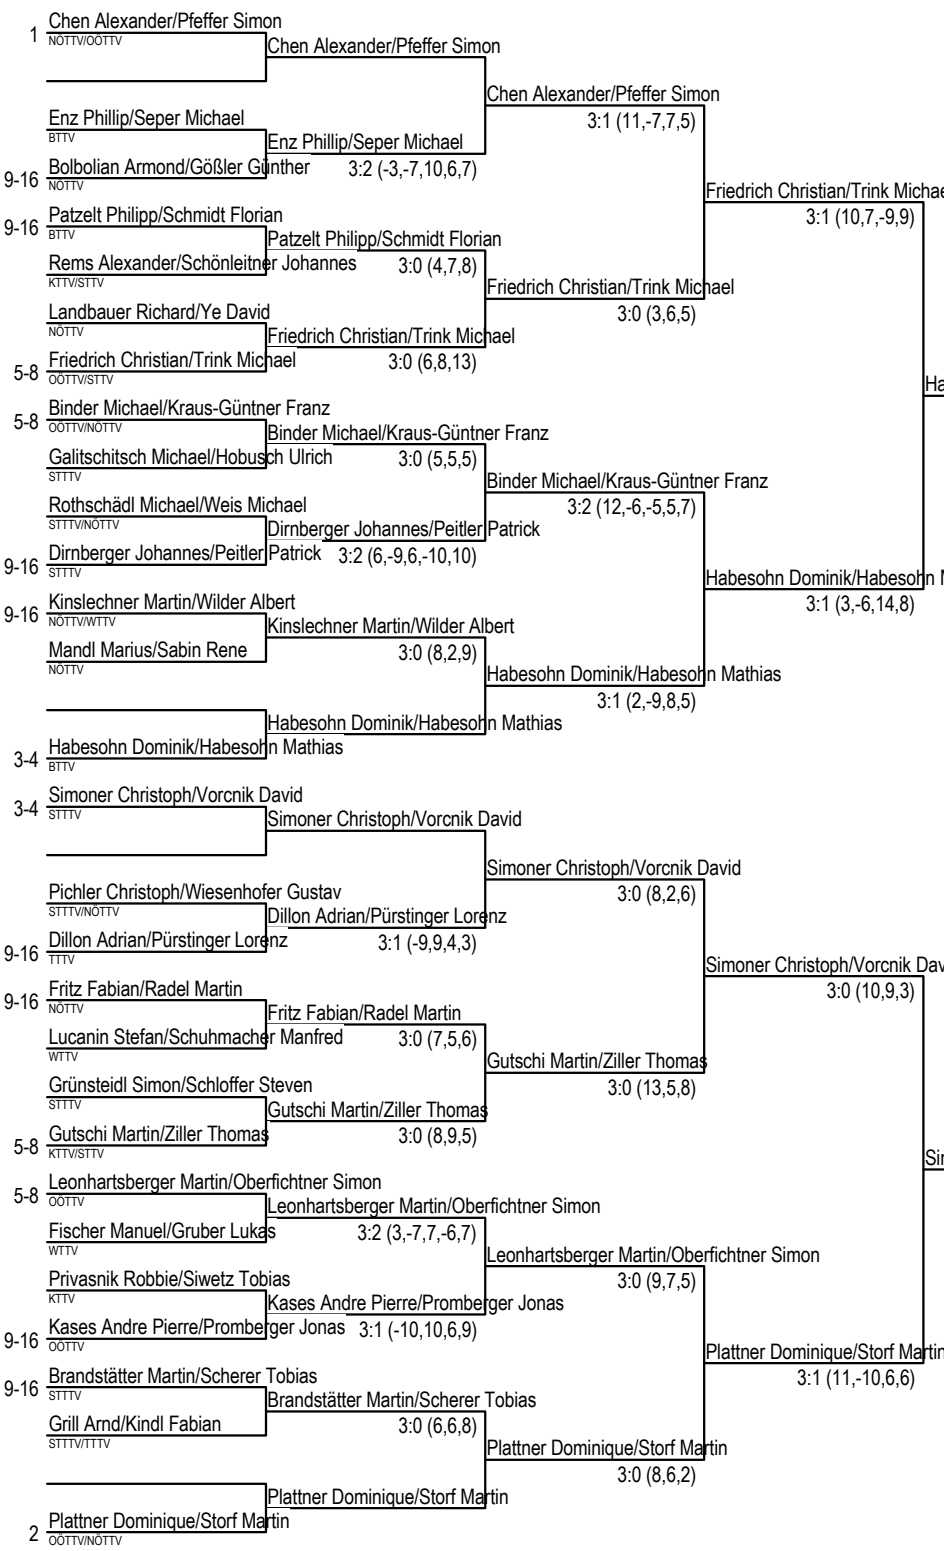 Chen Alexander/Pfeffer Simon
1
NÖTTV/OÖTTV
Chen Alexander/Pfeffer Simon
Chen Alexander/Pfeffer Simon
3:1 (11,-7,7,5)
Enz Phillip/Seper Michael
BTTV
Enz Phillip/Seper Michael
3:2 (-3,-7,10,6,7)
Bolbolian Armond/Gößler Günther
9-16
NÖTTV
Friedrich Christian/Trink Michae
3:1 (10,7,-9,9)
Patzelt Philipp/Schmidt Florian
9-16
BTTV
Patzelt Philipp/Schmidt Florian
3:0 (4,7,8)
Rems Alexander/Schönleitner Johannes
KTTV/STTV
Friedrich Christian/Trink Michael
3:0 (3,6,5)
Landbauer Richard/Ye David
NÖTTV
Friedrich Christian/Trink Michael
3:0 (6,8,13)
Friedrich Christian/Trink Michael
5-8
OÖTTV/STTV
Ha
Binder Michael/Kraus-Güntner Franz
5-8
OÖTTV/NÖTTV
Binder Michael/Kraus-Güntner Franz
3:0 (5,5,5)
Galitschitsch Michael/Hobusch Ulrich
STTTV
Binder Michael/Kraus-Güntner Franz
3:2 (12,-6,-5,5,7)
Rothschädl Michael/Weis Michael
STTTV/NÖTTV
Dirnberger Johannes/Peitler Patrick
3:2 (6,-9,6,-10,10)
Dirnberger Johannes/Peitler Patrick
9-16
STTTV
Habesohn Dominik/Habesohn M
3:1 (3,-6,14,8)
Kinslechner Martin/Wilder Albert
9-16
NÖTTV/WTTV
Kinslechner Martin/Wilder Albert
3:0 (8,2,9)
Mandl Marius/Sabin Rene
NÖTTV
Habesohn Dominik/Habesohn Mathias
3:1 (2,-9,8,5)
Habesohn Dominik/Habesohn Mathias
Habesohn Dominik/Habesohn Mathias
3-4
BTTV
Simoner Christoph/Vorcnik David
3-4
STTTV
Simoner Christoph/Vorcnik David
Simoner Christoph/Vorcnik David
3:0 (8,2,6)
Pichler Christoph/Wiesenhofer Gustav
STTTV/NÖTTV
Dillon Adrian/Pürstinger Lorenz
3:1 (-9,9,4,3)
Dillon Adrian/Pürstinger Lorenz
9-16
TTTV
Simoner Christoph/Vorcnik Dav
3:0 (10,9,3)
Fritz Fabian/Radel Martin
9-16
NÖTTV
Fritz Fabian/Radel Martin
3:0 (7,5,6)
Lucanin Stefan/Schuhmacher Manfred
WTTV
Gutschi Martin/Ziller Thomas
3:0 (13,5,8)
Grünsteidl Simon/Schloffer Steven
STTTV
Gutschi Martin/Ziller Thomas
3:0 (8,9,5)
Gutschi Martin/Ziller Thomas
5-8
KTTV/STTV
Sim
Leonhartsberger Martin/Oberfichtner Simon
5-8
OÖTTV
Leonhartsberger Martin/Oberfichtner Simon
3:2 (3,-7,7,-6,7)
Fischer Manuel/Gruber Lukas
WTTV
Leonhartsberger Martin/Oberfichtner Simon
3:0 (9,7,5)
Privasnik Robbie/Siwetz Tobias
KTTV
Kases Andre Pierre/Promberger Jonas
3:1 (-10,10,6,9)
Kases Andre Pierre/Promberger Jonas
9-16
OÖTTV
Plattner Dominique/Storf Martin
3:1 (11,-10,6,6)
Brandstätter Martin/Scherer Tobias
9-16
STTTV
Brandstätter Martin/Scherer Tobias
3:0 (6,6,8)
Grill Arnd/Kindl Fabian
STTTV/TTTV
Plattner Dominique/Storf Martin
3:0 (8,6,2)
Plattner Dominique/Storf Martin
Plattner Dominique/Storf Martin
2
OÖTTV/NÖTTV